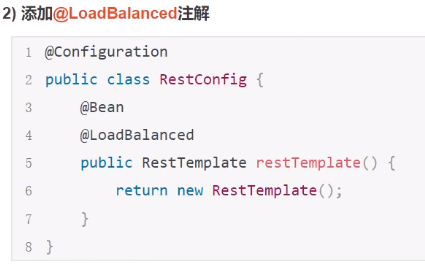 2) 添加@LoadBalanced注解
1 @Configuration
2 public class RestConfig {
3     @Bean
4     @LoadBalanced
5     public RestTemplate restTemplate() {
6         return new RestTemplate();
7     }
8 }